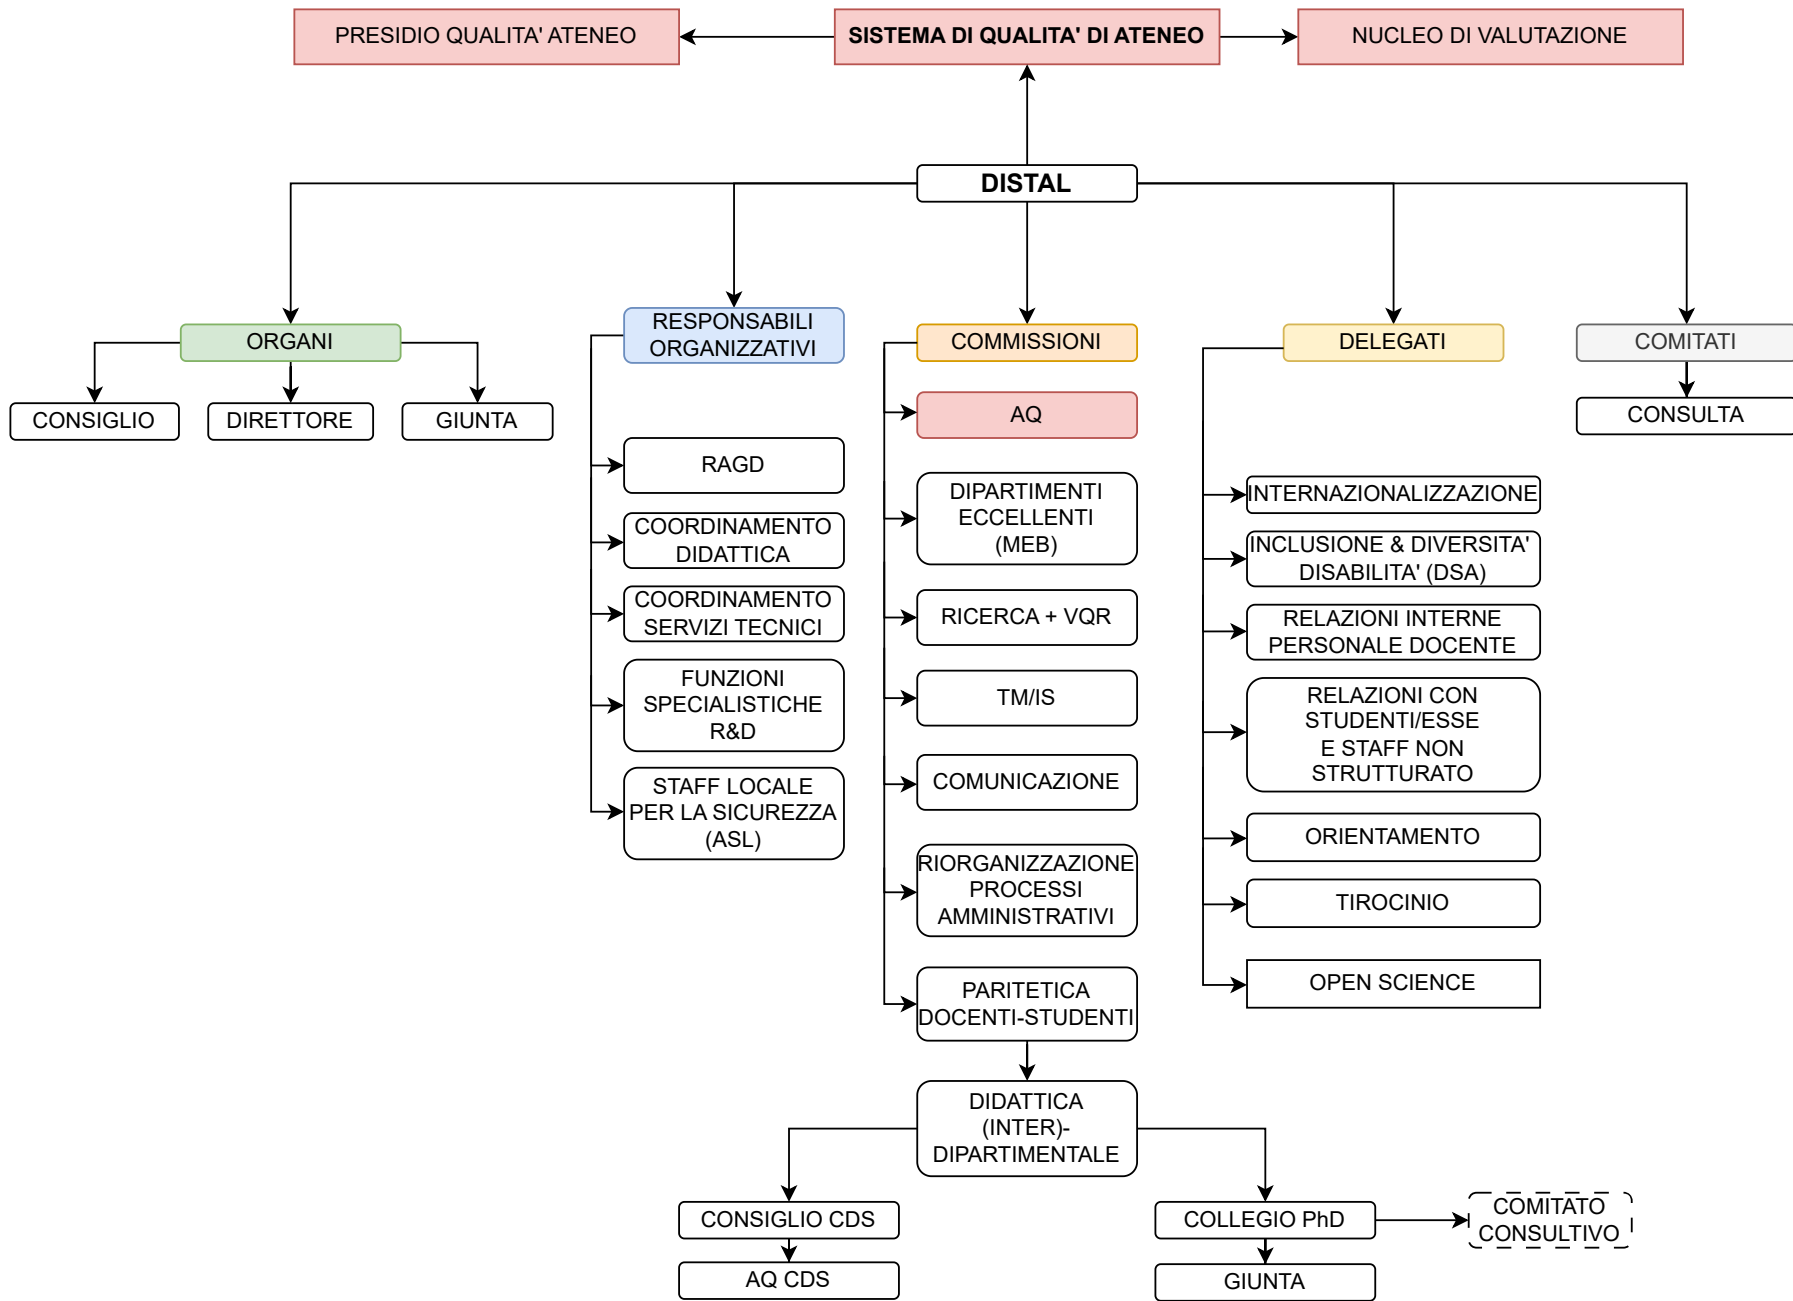 PRESIDIO QUALITA' ATENEO
SISTEMA DI QUALITA' DI ATENEO
NUCLEO DI VALUTAZIONE
DISTAL
ORGANI
CONSIGLIO
DIRETTORE
GIUNTA
RESPONSABILI
ORGANIZZATIVI
RAGD
COORDINAMENTO
DIDATTICA
COORDINAMENTO
SERVIZI TECNICI
FUNZIONI
SPECIALISTICHE
R&D
STAFF LOCALE
PER LA SICUREZZA
(ASL)
COMMISSIONI
AQ
DIPARTIMENTI
ECCELLENTI
(MEB)
RICERCA + VQR
TM/IS
COMUNICAZIONE
RIORGANIZZAZIONE
PROCESSI
AMMINISTRATIVI
PARITETICA
DOCENTI-STUDENTI
DIDATTICA
(INTER)-
DIPARTIMENTALE
CONSIGLIO CDS
AQ CDS
COLLEGIO PhD
GIUNTA
COMITATO
CONSULTIVO
DELEGATI
INTERNAZIONALIZZAZIONE
INCLUSIONE & DIVERSITA'
DISABILITA' (DSA)
RELAZIONI INTERNE
PERSONALE DOCENTE
RELAZIONI CON
STUDENTI/ESSE
E STAFF NON
STRUTTURATO
ORIENTAMENTO
TIROCINIO
OPEN SCIENCE
COMITATI
CONSULTA